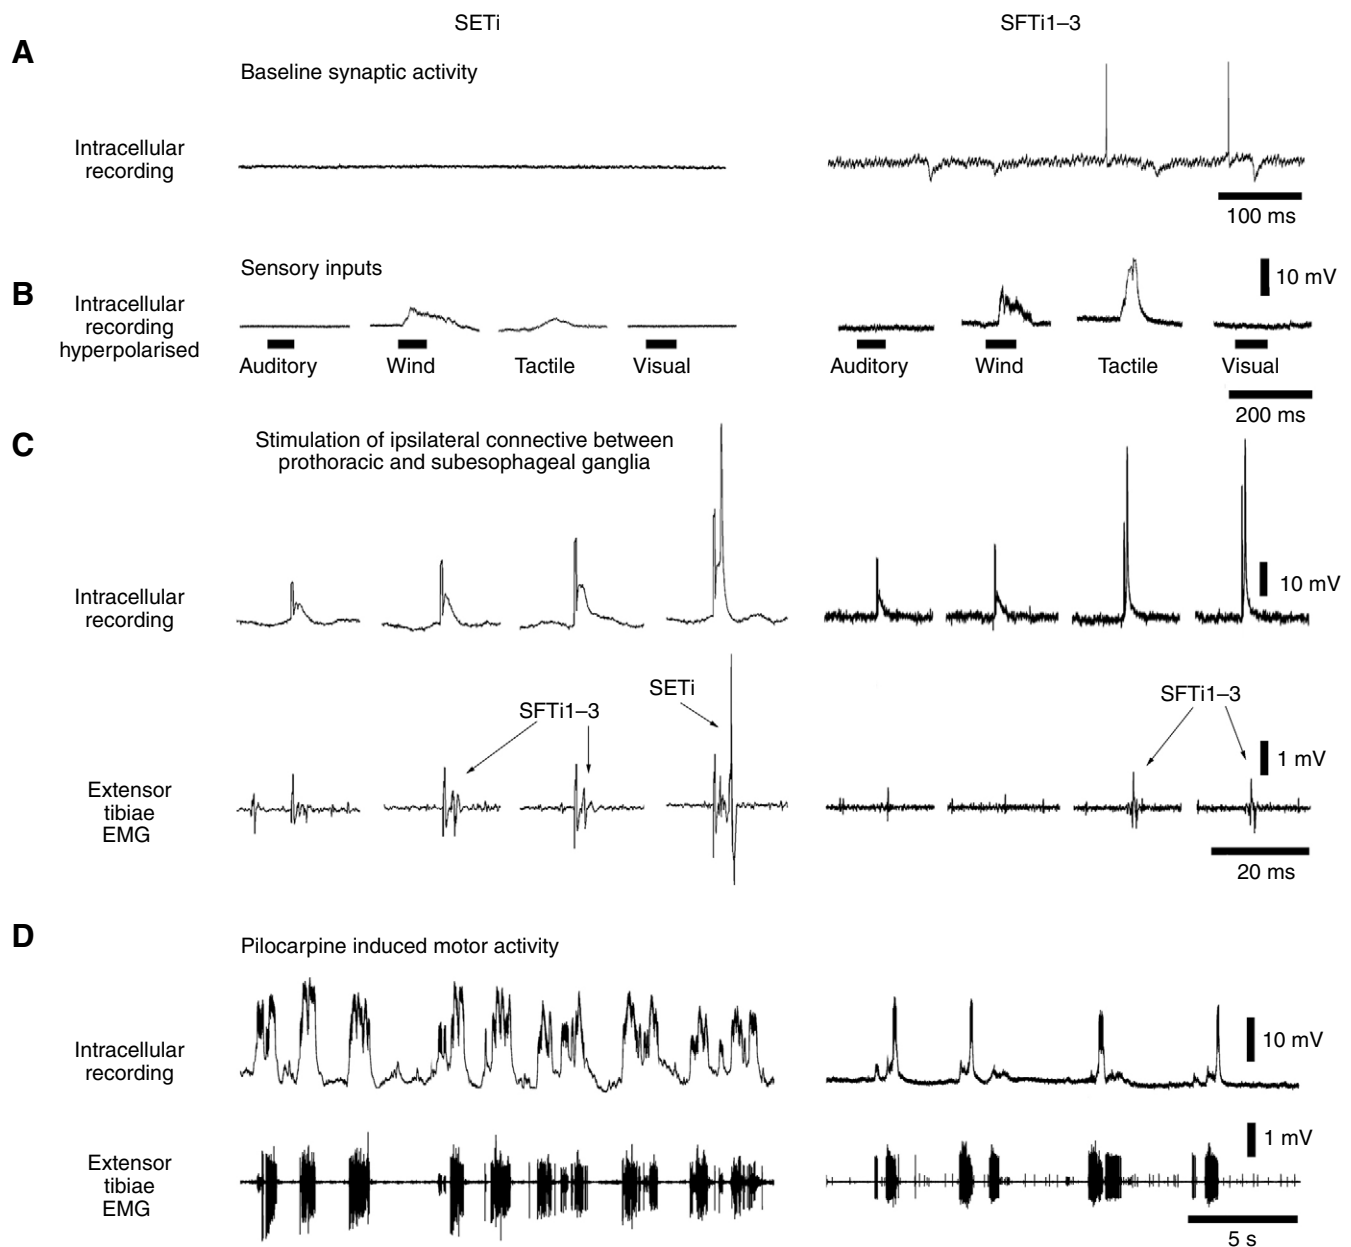 SETi
SFTi1–3
A
Baseline synaptic activity
Intracellular
recording
100 ms
B
Sensory inputs
Intracellular
recording
hyperpolarised
10 mV
Auditory
Wind
Tactile
Visual
Auditory
Wind
Tactile
Visual
200 ms
C
Stimulation of ipsilateral connective between
prothoracic and subesophageal ganglia
Intracellular
recording
10 mV
SETi
SFTi1–3
SFTi1–3
Extensor
tibiae
EMG
1 mV
20 ms
D
Pilocarpine induced motor activity
Intracellular
recording
10 mV
Extensor
tibiae
EMG
1 mV
5 s